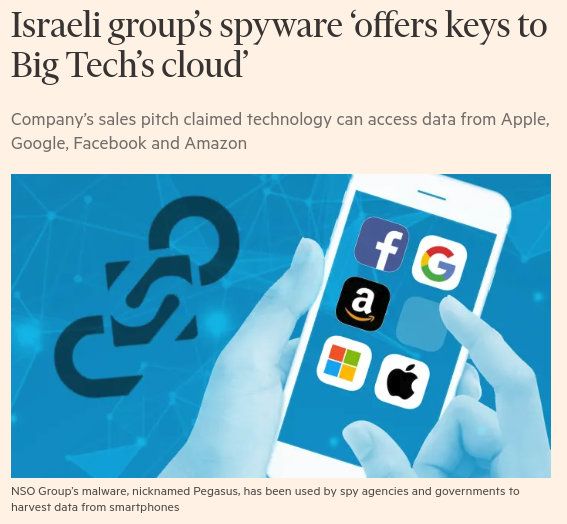 Israeli group’s spyware ‘offers keys to
Big Tech’s cloud’
Company’s sales pitch claimed technology can access data from Apple,
Google, Facebook and Amazon
f
G
a
NSO Group’s malware, nicknamed Pegasus, has been used by spy agencies and governments to
harvest data from smartphones